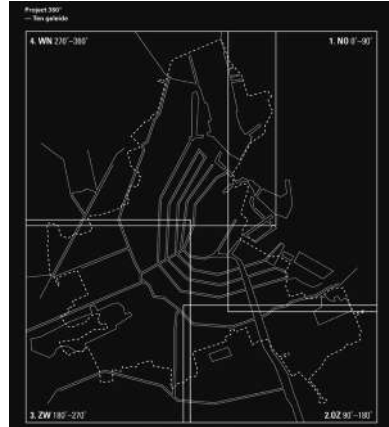 Project 360°
— Ten geleide
4. WN 270°–360°
1. NO 0°–90°
3. ZW 180°–270°
2.OZ 90°–180°